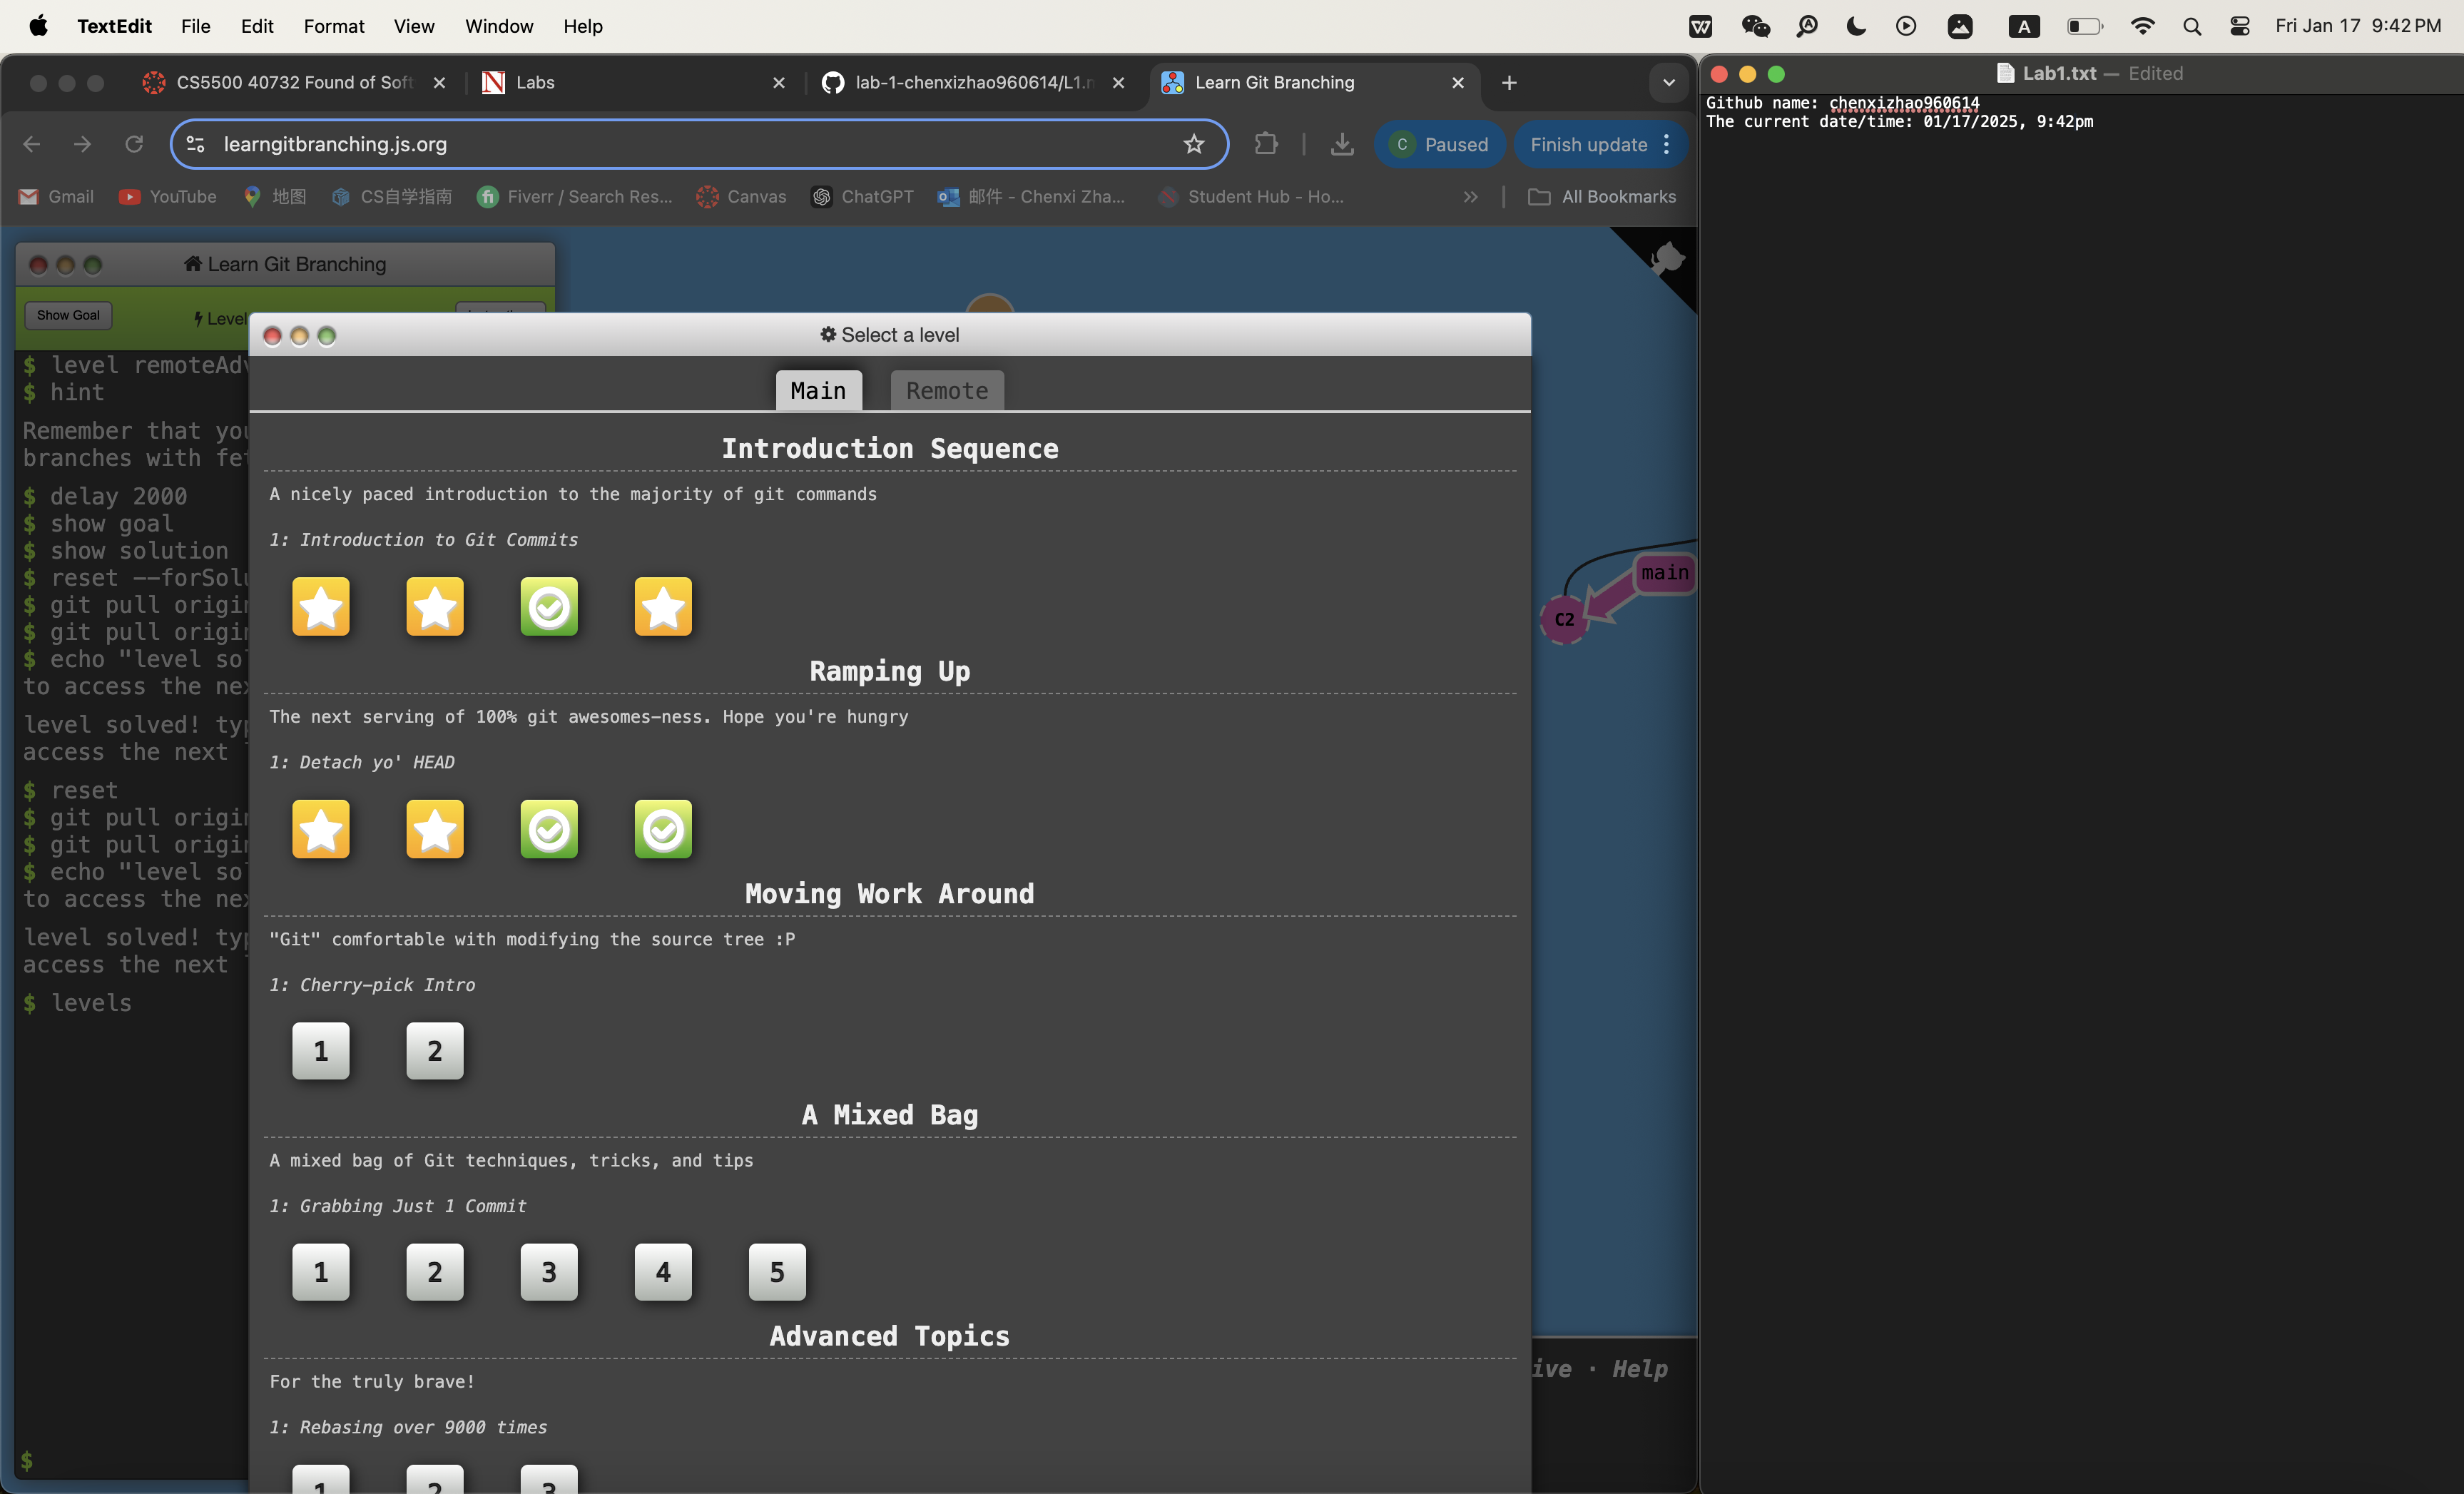 TextEdit File Edit Format View Window Help A Fri Jan 17 9:42 PM
CS5500 40732 Found of Soft
Labs
lab-1-chenxizhao960614/L1.m
Learn Git Branching
learngitbranching.js.org
C Paused
Finish update
Gmail YouTube 地图 CS自学指南 Fiverr / Search Res... Canvas ChatGPT 邮件 - Chenxi Zha... Student Hub - Ho... » All Bookmarks
Learn Git Branching
Show Goal
Level
$ level remoteAdv
$ hint
Remember that you
branches with fet
$ delay 2000
$ show goal
$ show solution
$ reset --forSolu
$ git pull origin
$ git pull origin
$ echo "level sol
to access the nex
level solved! typ
access the next
$ reset
$ git pull origin
$ git pull origin
$ echo "level sol
to access the nex
level solved! typ
access the next
$ levels
$
Select a level
Main Remote
Introduction Sequence
A nicely paced introduction to the majority of git commands
1: Introduction to Git Commits
Ramping Up
The next serving of 100% git awesomes-ness. Hope you're hungry
1: Detach yo' HEAD
Moving Work Around
"Git" comfortable with modifying the source tree :P
1: Cherry-pick Intro
1 2
A Mixed Bag
A mixed bag of Git techniques, tricks, and tips
1: Grabbing Just 1 Commit
1 2 3 4 5
Advanced Topics
For the truly brave!
1: Rebasing over 9000 times
1 2 3
main
C2
ive · Help
Lab1.txt — Edited
Github name: chenxizhao960614
The current date/time: 01/17/2025, 9:42pm